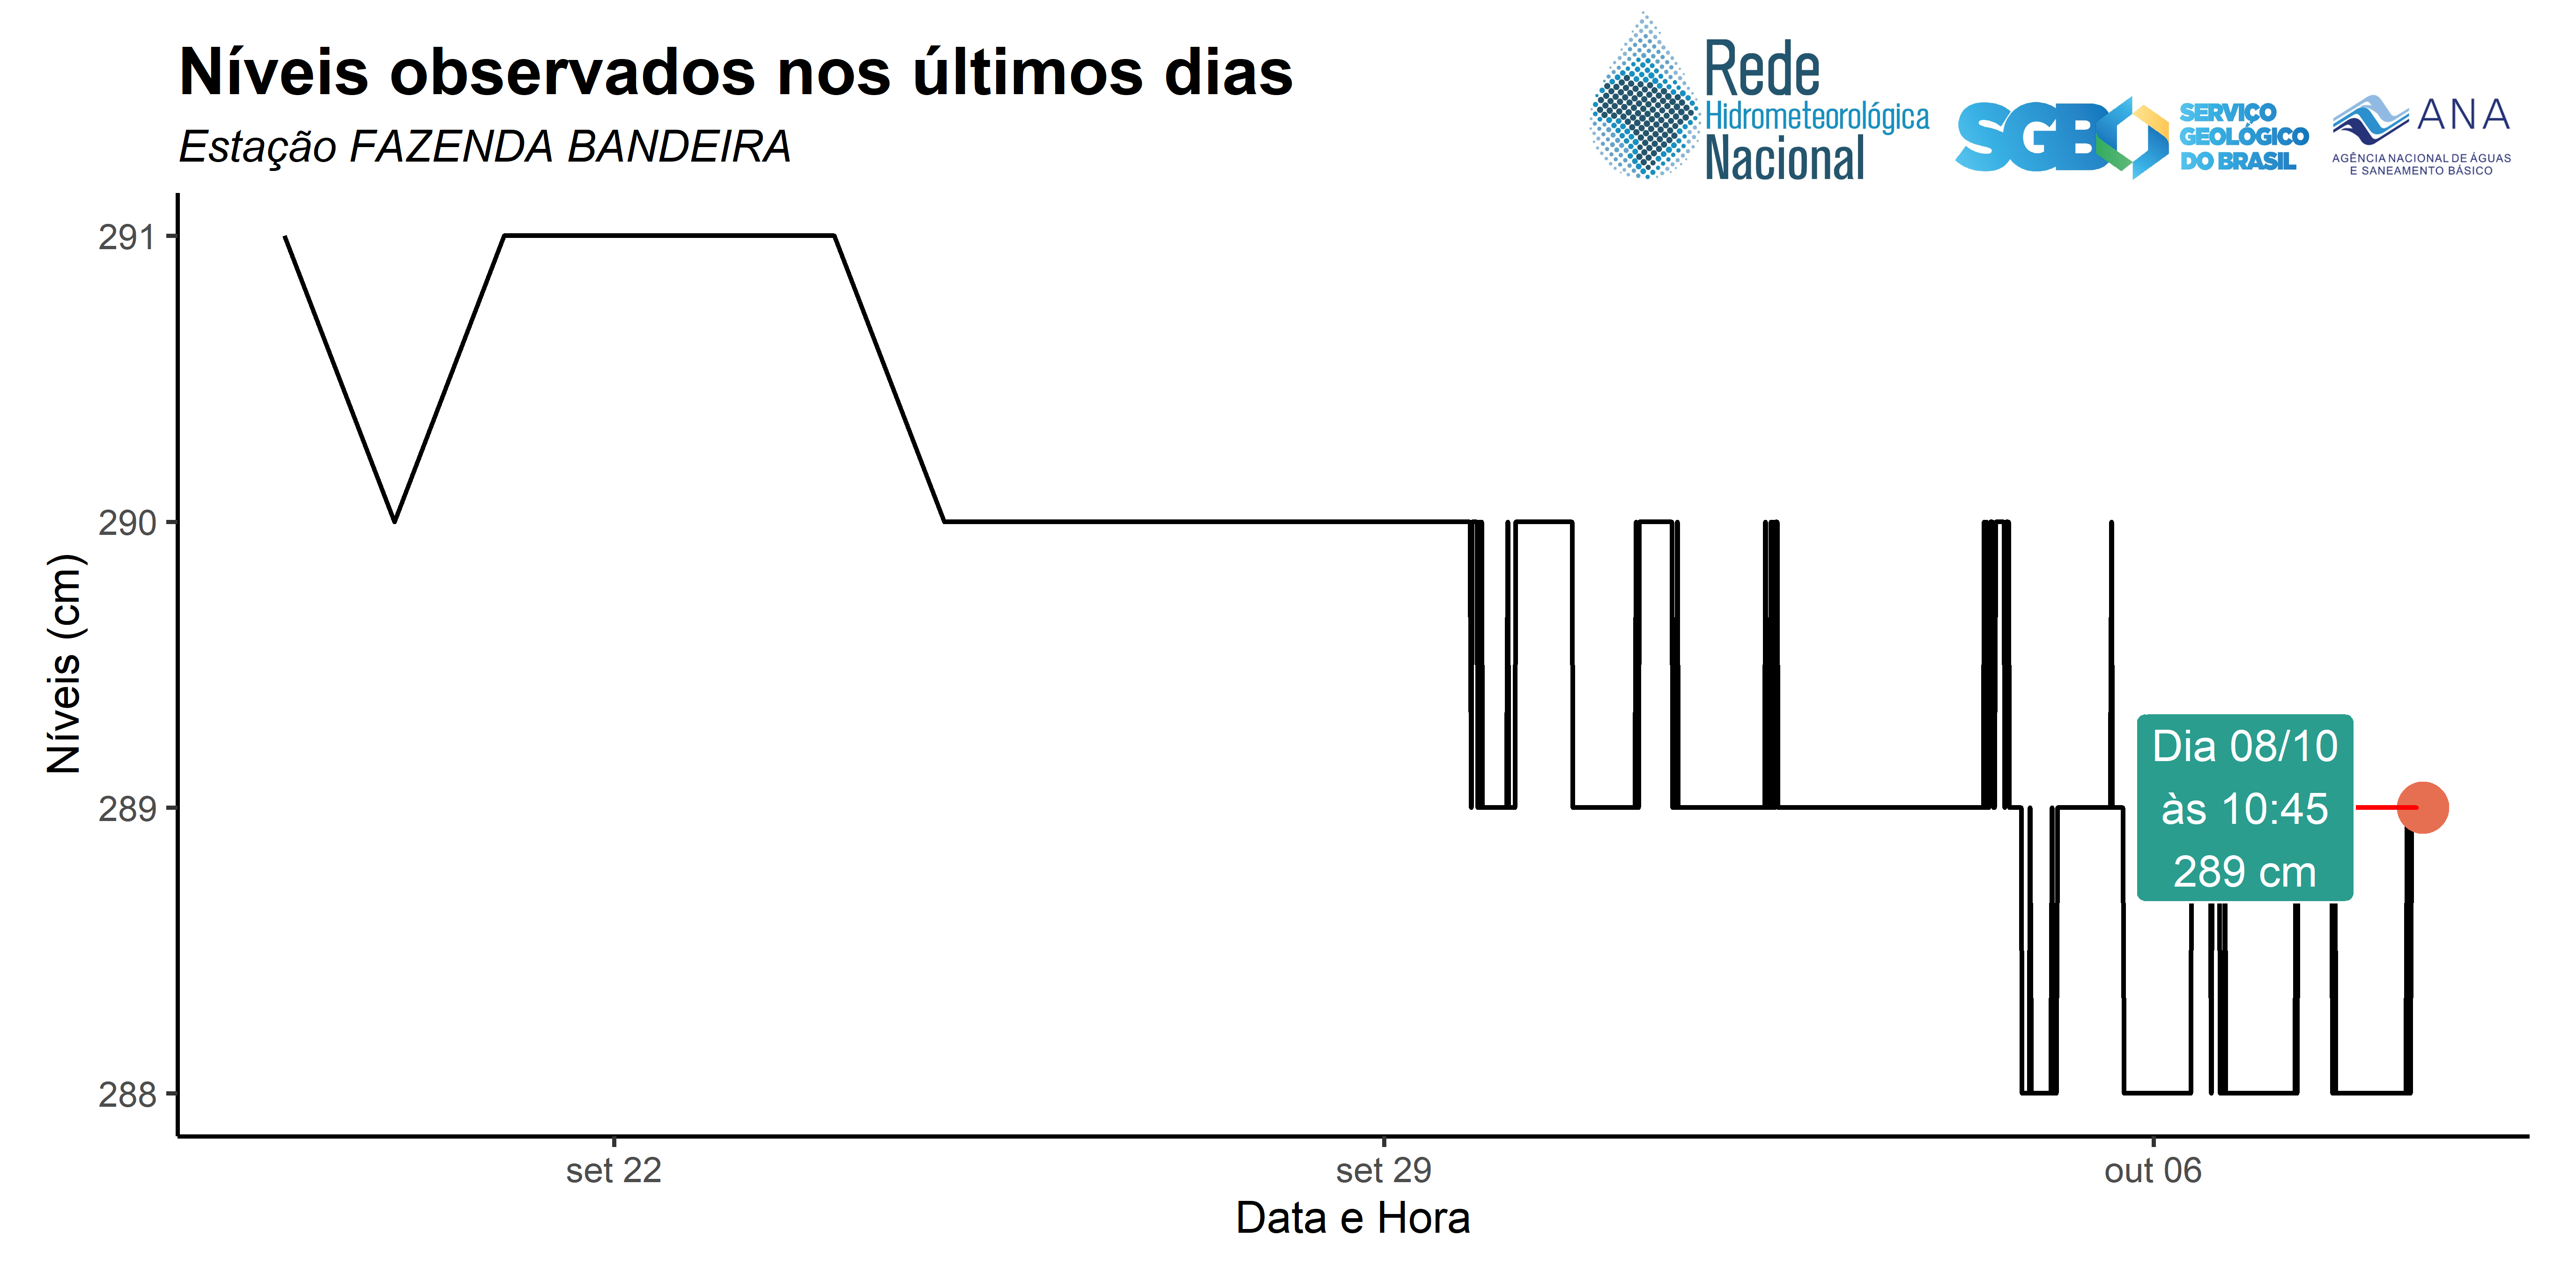 Níveis observados nos últimos dias
Estação FAZENDA BANDEIRA
Rede
Hidrometeorológica
Nacional
SGB
SERVIÇO
GEOLÓGICO
DO BRASIL
ANA
AGÊNCIA NACIONAL DE ÁGUAS
E SANEAMENTO BÁSICO
Níveis (cm)
291
290
289
288
Dia 08/10
às 10:45
289 cm
set 22
set 29
out 06
Data e Hora